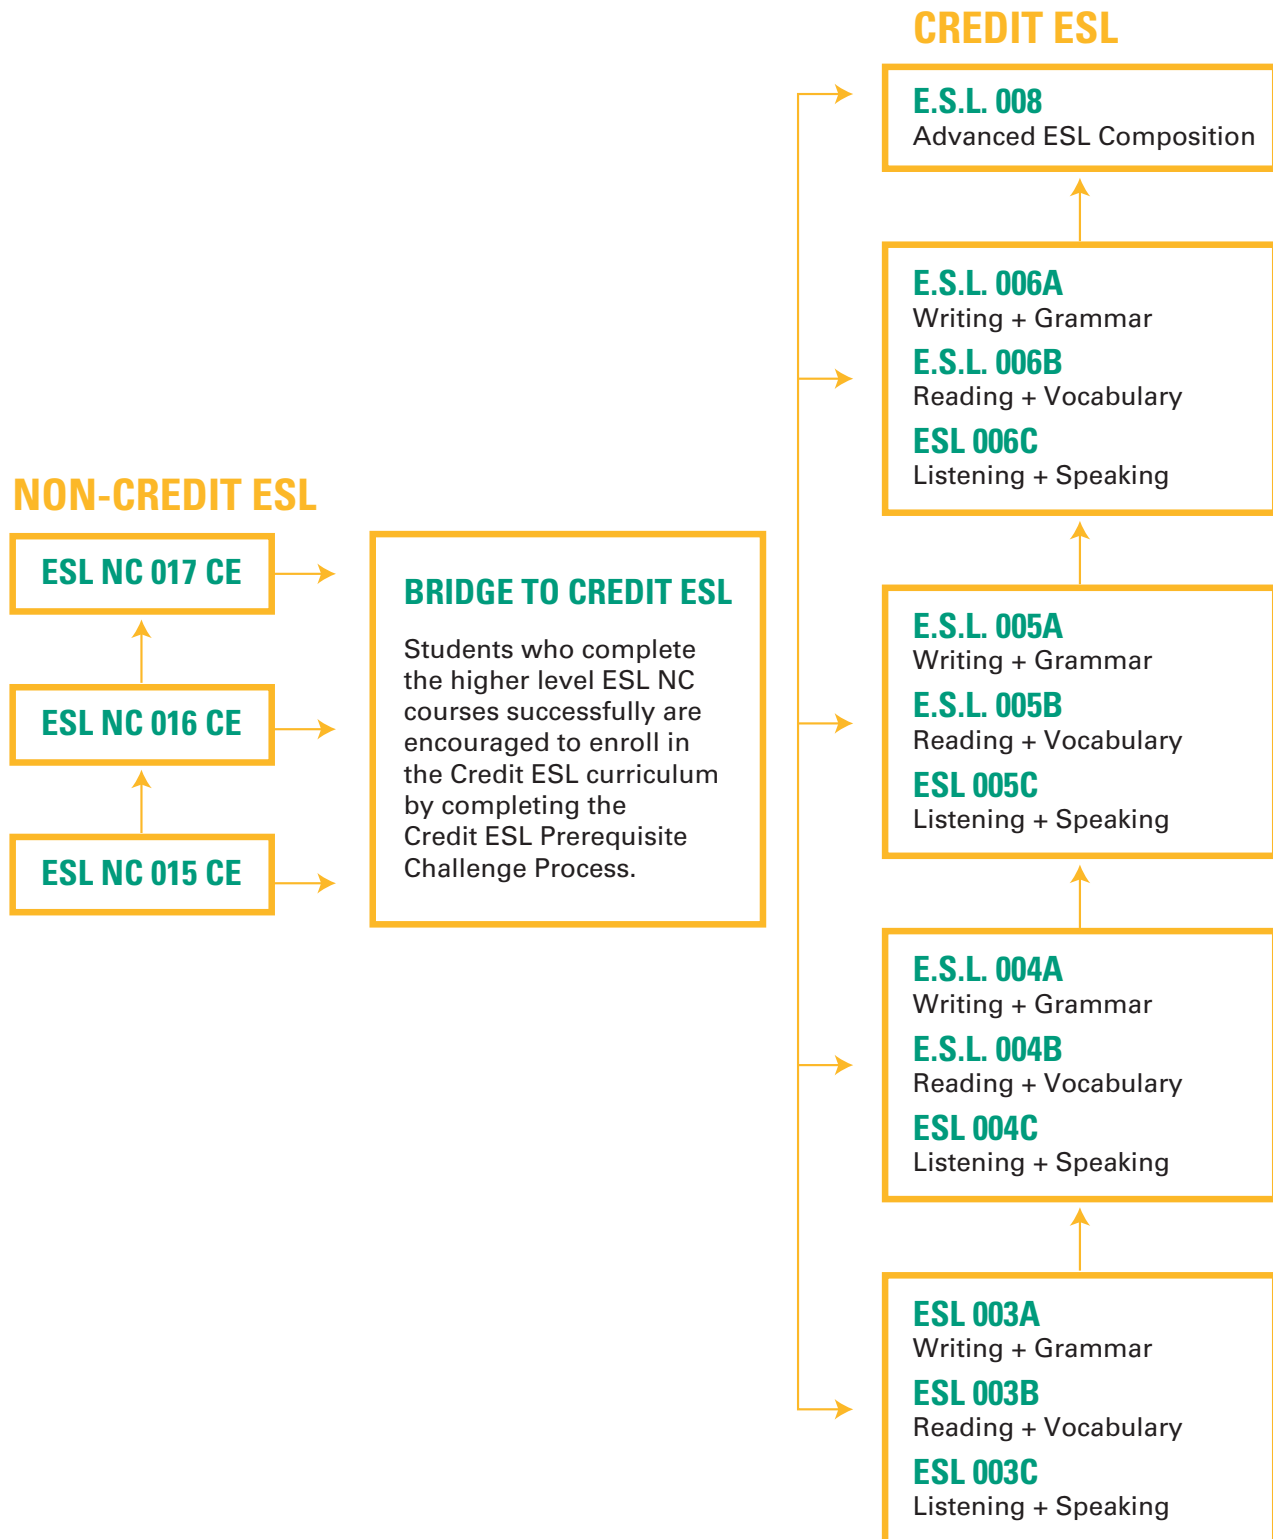 NON-CREDIT ESL
ESL NC 017 CE
ESL NC 016 CE
ESL NC 015 CE
BRIDGE TO CREDIT ESL
Students who complete
the higher level ESL NC
courses successfully are
encouraged to enroll in
the Credit ESL curriculum
by completing the
Credit ESL Prerequisite
Challenge Process.
CREDIT ESL
E.S.L. 008
Advanced ESL Composition
E.S.L. 006A
Writing + Grammar
E.S.L. 006B
Reading + Vocabulary
ESL 006C
Listening + Speaking
E.S.L. 005A
Writing + Grammar
E.S.L. 005B
Reading + Vocabulary
ESL 005C
Listening + Speaking
E.S.L. 004A
Writing + Grammar
E.S.L. 004B
Reading + Vocabulary
ESL 004C
Listening + Speaking
ESL 003A
Writing + Grammar
ESL 003B
Reading + Vocabulary
ESL 003C
Listening + Speaking